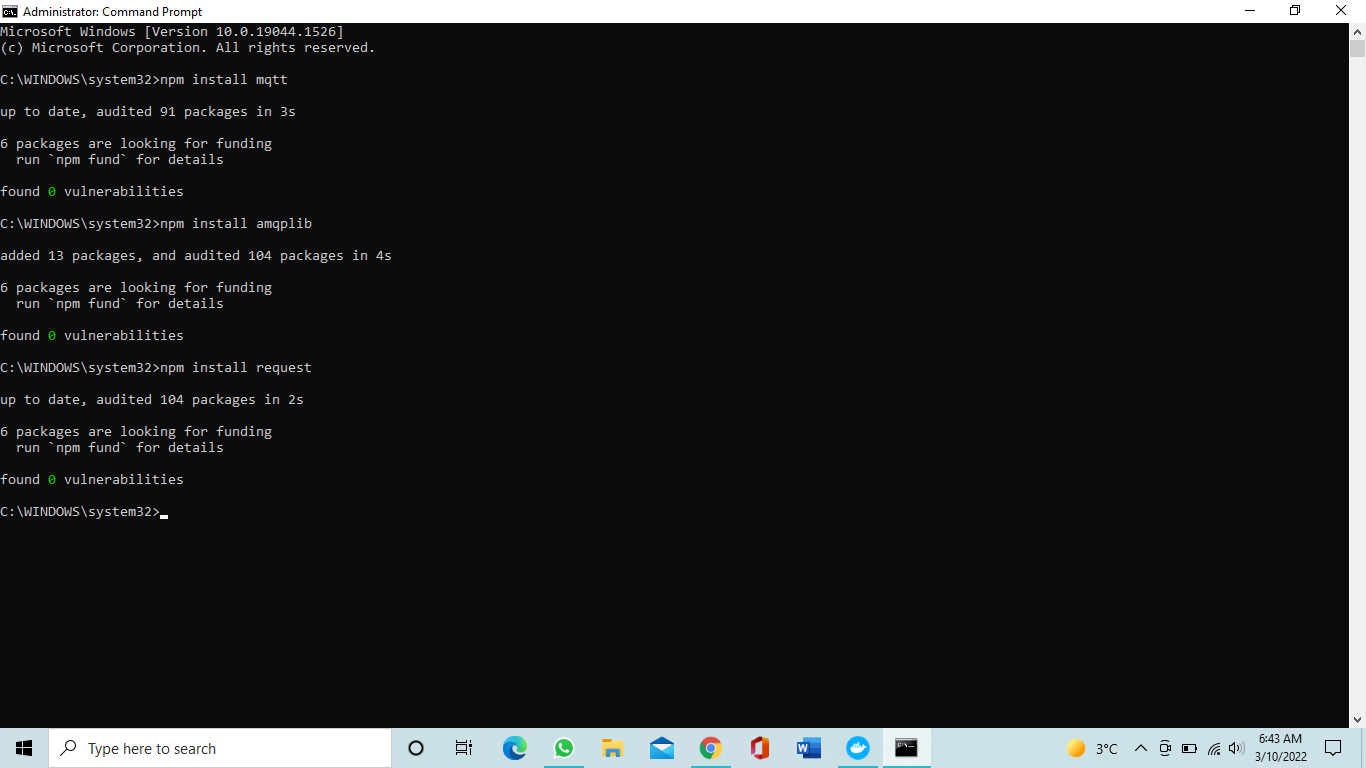 Administrator: Command Prompt
Microsoft Windows [Version 10.0.19044.1526]
(c) Microsoft Corporation. All rights reserved.
C:\WINDOWS\system32>npm install mqtt
up to date, audited 91 packages in 3s
6 packages are looking for funding
  run `npm fund` for details
found 0 vulnerabilities
C:\WINDOWS\system32>npm install amqplib
added 13 packages, and audited 104 packages in 4s
6 packages are looking for funding
  run `npm fund` for details
found 0 vulnerabilities
C:\WINDOWS\system32>npm install request
up to date, audited 104 packages in 2s
6 packages are looking for funding
  run `npm fund` for details
found 0 vulnerabilities
C:\WINDOWS\system32>
Type here to search
3°C
6:43 AM
3/10/2022